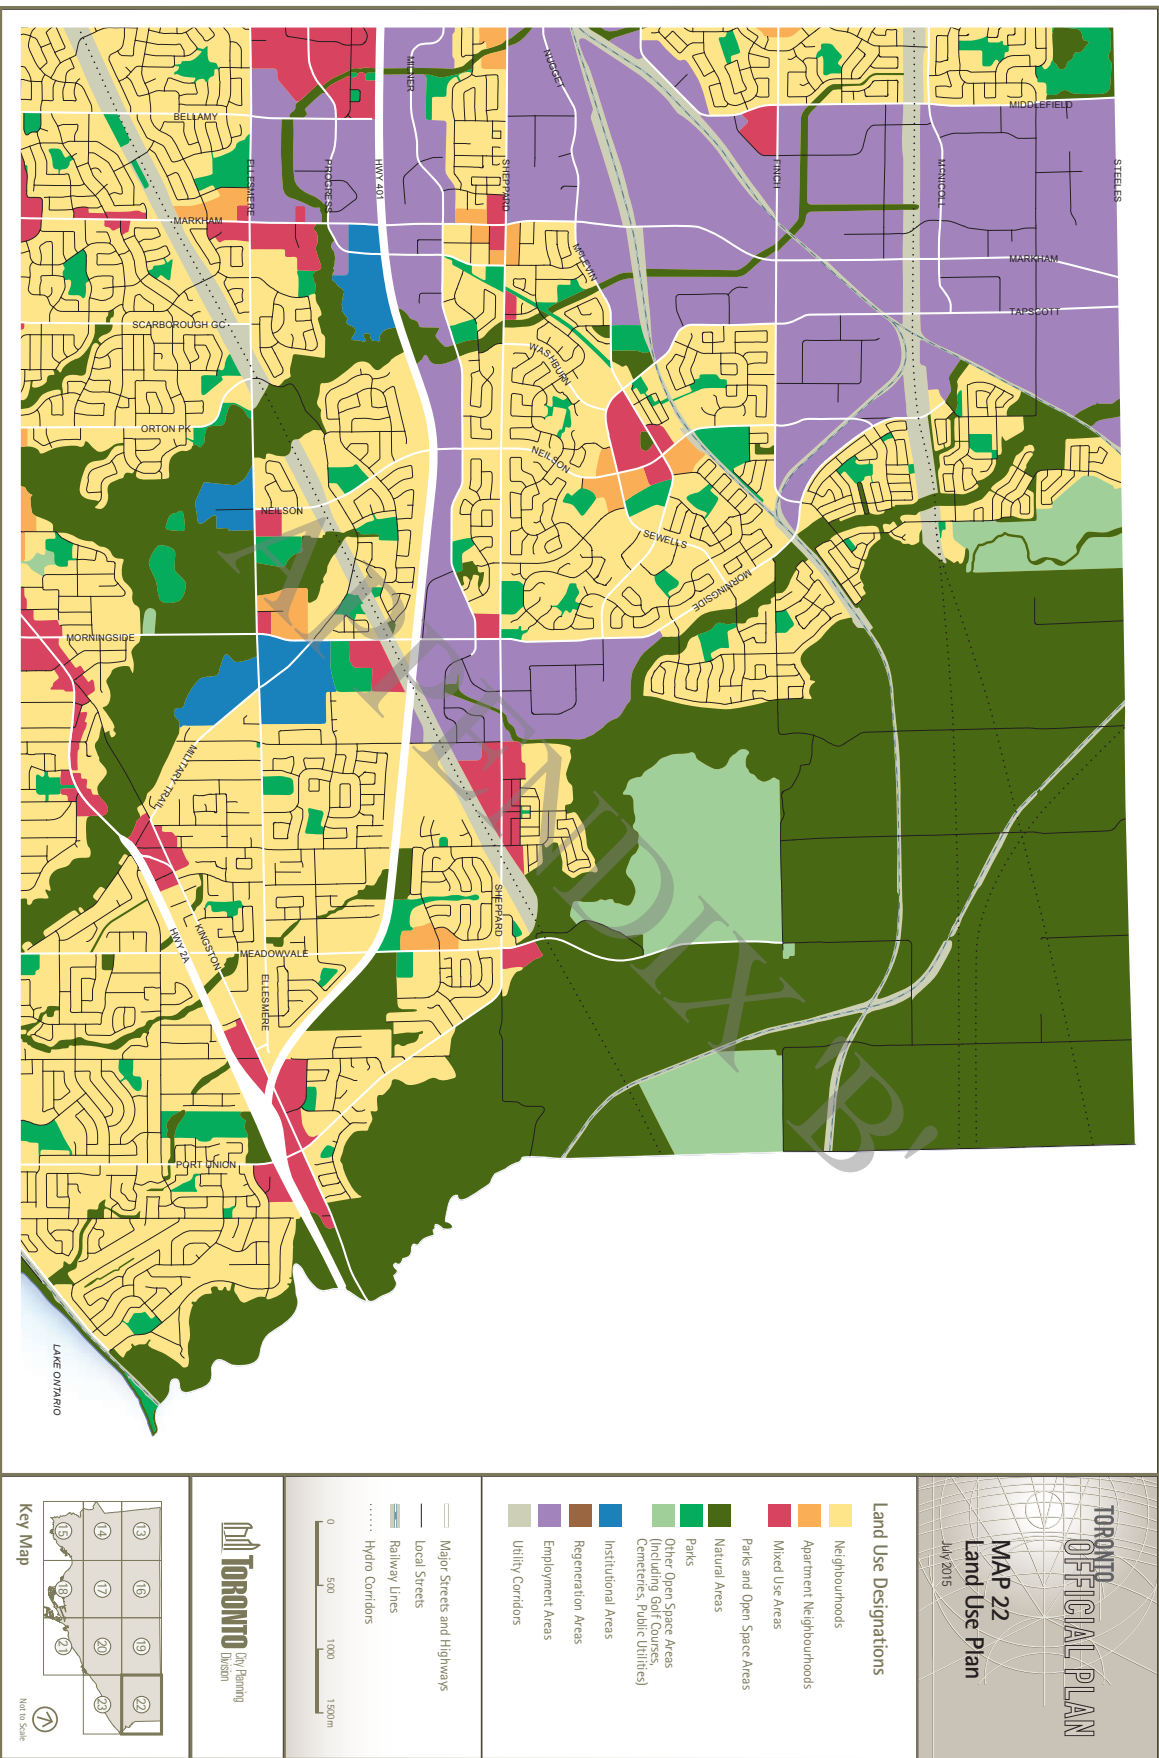 TORONTO
OFFICIAL PLAN
MAP 22
Land Use Plan
July 2015
Land Use Designations
Neighbourhoods
Apartment Neighbourhoods
Mixed Use Areas
Parks and Open Space Areas
Natural Areas
Parks
Other Open Space Areas
(Including Golf Courses,
Cemeteries, Public Utilities)
Institutional Areas
Regeneration Areas
Employment Areas
Utility Corridors
Major Streets and Highways
Local Streets
Railway Lines
Hydro Corridors
0 500 1000 1500m
TORONTO City Planning
Division
Key Map
13 16 19 22
14 17 20 23
15 18 21
Not to Scale
STEELES
MIDDLEFIELD
MCNICOLL
MARKHAM
TAPSCOTT
FINCH
NUGGET
MILNER
SHEPPARD
MCLEVIN
HWY 401
PROGRESS
ELLESMERE
BELLAMY
MARKHAM
SCARBOROUGH GC
ORTON PK
WASHBURN
NEILSON
NEILSON
SEWELLS
MORNINGSIDE
MORNINGSIDE
MILITARY TRAIL
SHEPPARD
KINGSTON
HWY 2A
MEADOWVALE
ELLESMERE
PORT UNION
LAKE ONTARIO
APPENDIX 'B'